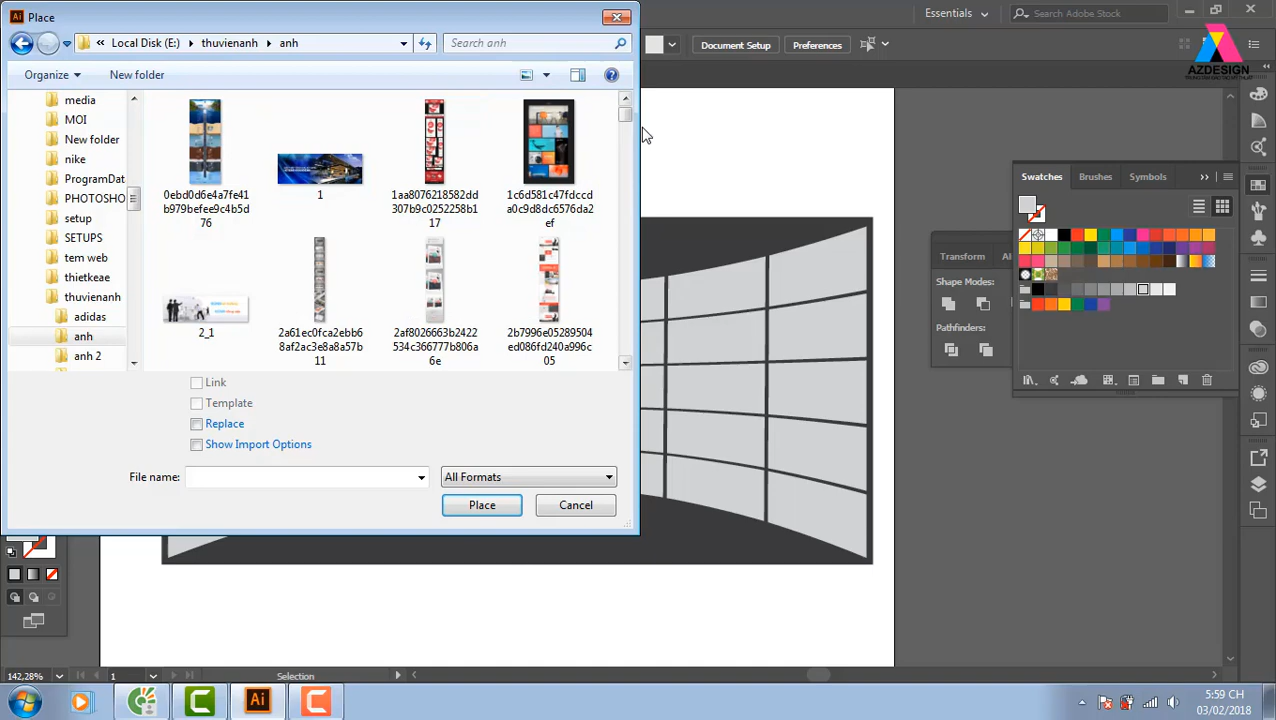 Place
Essentials
Search Adobe Stock
Local Disk (E:)
thuvienanh
anh
Search anh
Document Setup
Preferences
AZDESIGN
Organize
New folder
media
MOI
New folder
nike
ProgramDat
PHOTOSHO
setup
SETUPS
tem web
thietkeae
thuvienanh
adidas
anh
anh 2
0ebd0d6e4a7fe41
b979befee9c4b5d
76
1
1aa8076218582dd
307b9c0252258b1
17
1c6d581c47fdccd
a0c9d8dc6576da2
ef
2_1
2a61ec0fca2ebb6
8af2ac3e8a8a57b
11
2af8026663b2422
534c366777b806a
6e
2b7996e05289504
ed086fd240a996c
05
Link
Template
Replace
Show Import Options
File name:
All Formats
Place
Cancel
Swatches
Brushes
Symbols
Transform
Shape Modes:
Pathfinders:
142,28%
1
Selection
Ai
5:59 CH
03/02/2018